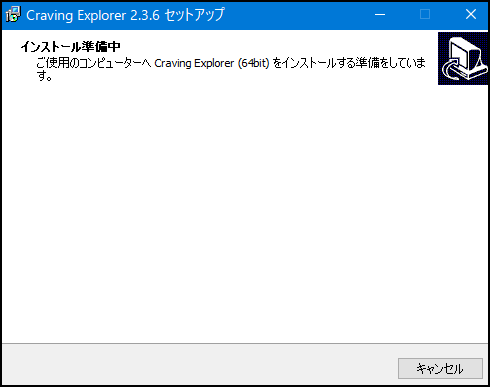 Craving Explorer 2.3.6 セットアップ
インストール準備中
ご使用のコンピューターへ Craving Explorer (64bit) をインストールする準備をしていま
す。
キャンセル